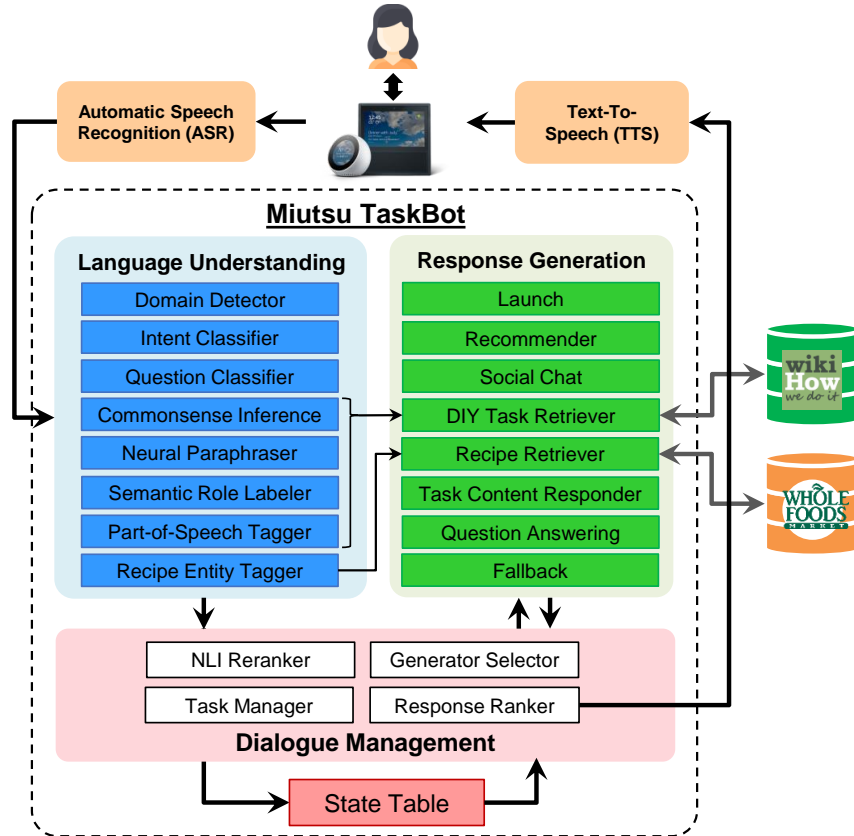 Automatic Speech
Recognition (ASR)
Text-To-
Speech (TTS)
Miutsu TaskBot
Language Understanding
Domain Detector
Intent Classifier
Question Classifier
Commonsense Inference
Neural Paraphraser
Semantic Role Labeler
Part-of-Speech Tagger
Recipe Entity Tagger
Response Generation
Launch
Recommender
Social Chat
DIY Task Retriever
Recipe Retriever
Task Content Responder
Question Answering
Fallback
wiki
How
we do it
WHOLE
FOODS
MARKET
NLI Reranker
Generator Selector
Task Manager
Response Ranker
Dialogue Management
State Table